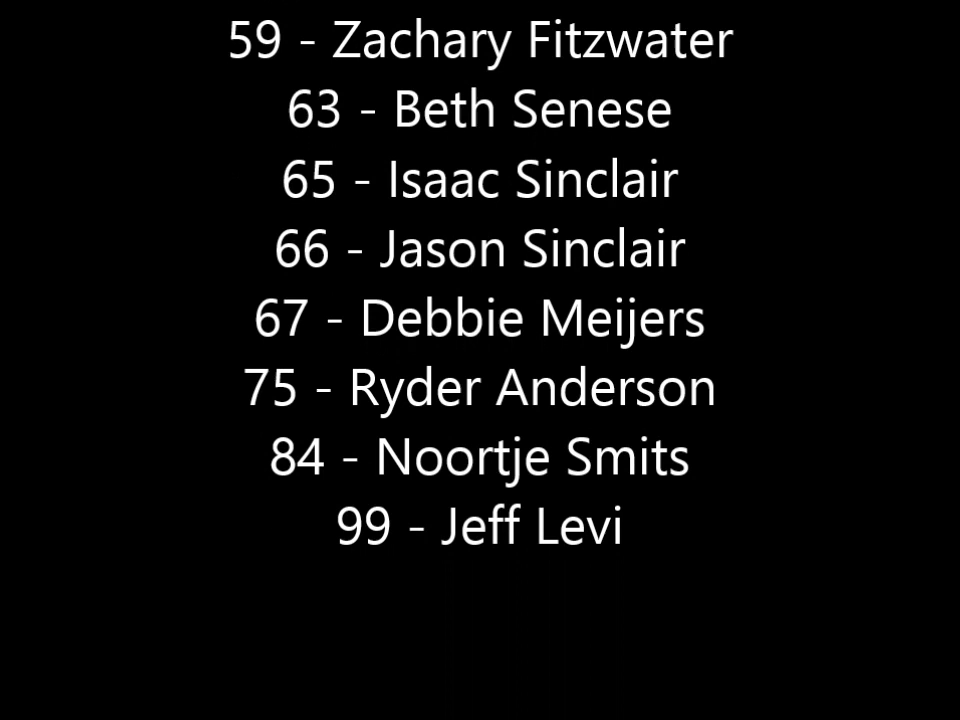 59 - Zachary Fitzwater
63 - Beth Senese
65 - Isaac Sinclair
66 - Jason Sinclair
67 - Debbie Meijers
75 - Ryder Anderson
84 - Noortje Smits
99 - Jeff Levi